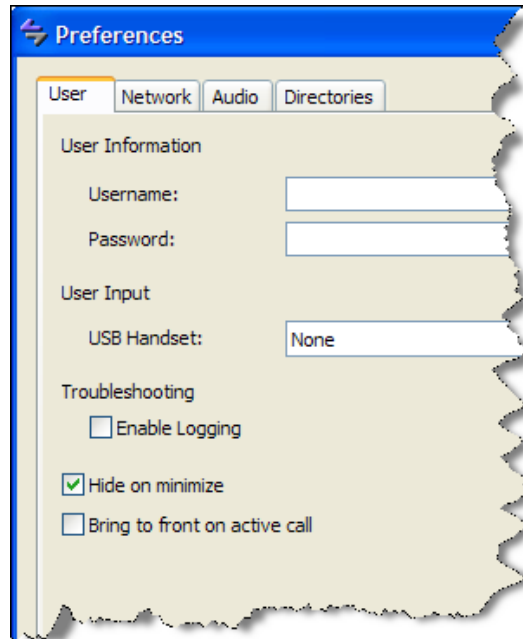 Preferences
User Network Audio Directories
User Information
Username:
Password:
User Input
USB Handset: None
Troubleshooting
Enable Logging
Hide on minimize
Bring to front on active call